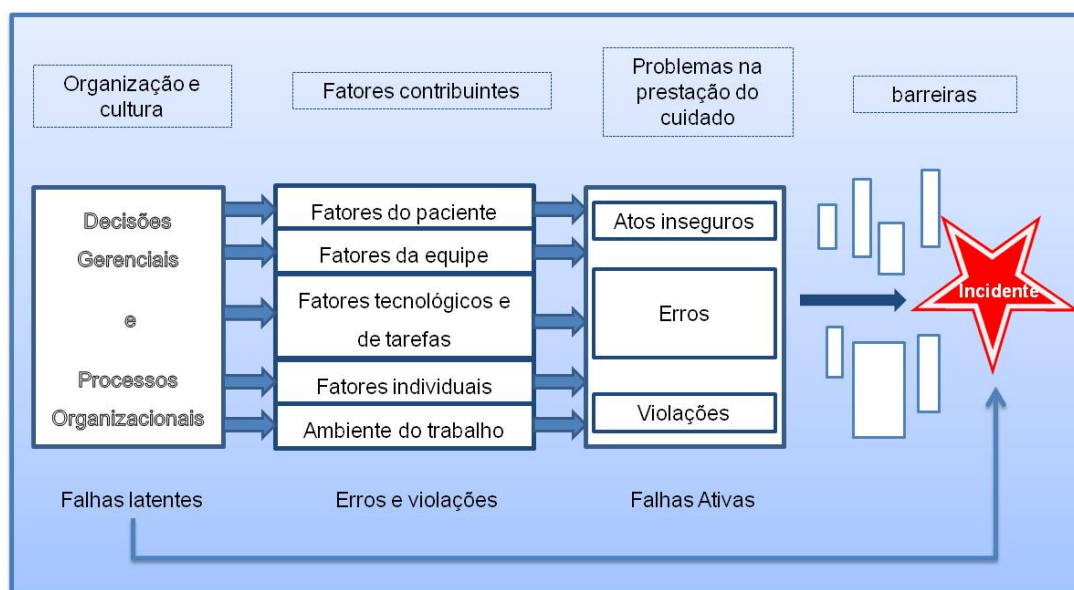 Organização e
cultura
Fatores contribuintes
Problemas na
prestação do
cuidado
barreiras
Decisões
Gerenciais
e
Processos
Organizacionais
Fatores do paciente
Fatores da equipe
Fatores tecnológicos e
de tarefas
Fatores individuais
Ambiente do trabalho
Atos inseguros
Erros
Violações
Incidente
Falhas latentes
Erros e violações
Falhas Ativas